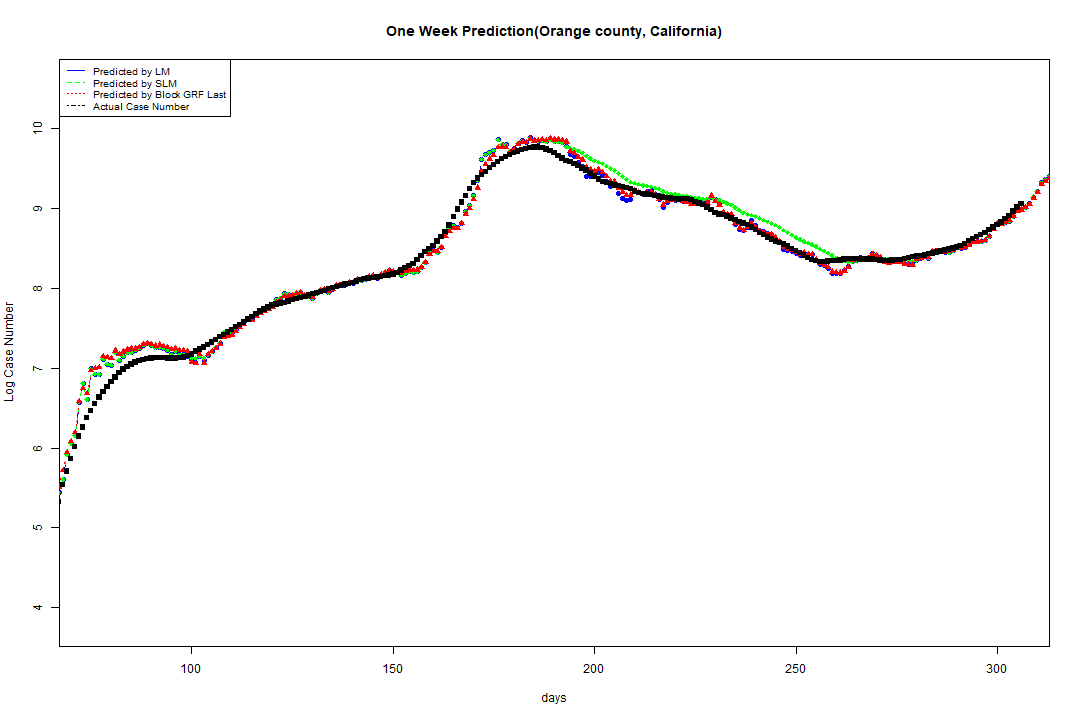 One Week Prediction(Orange county, California)
Predicted by LM
Predicted by SLM
Predicted by Block GRF Last
Actual Case Number
10
9
8
7
6
5
4
Log Case Number
100 150 200 250 300
days